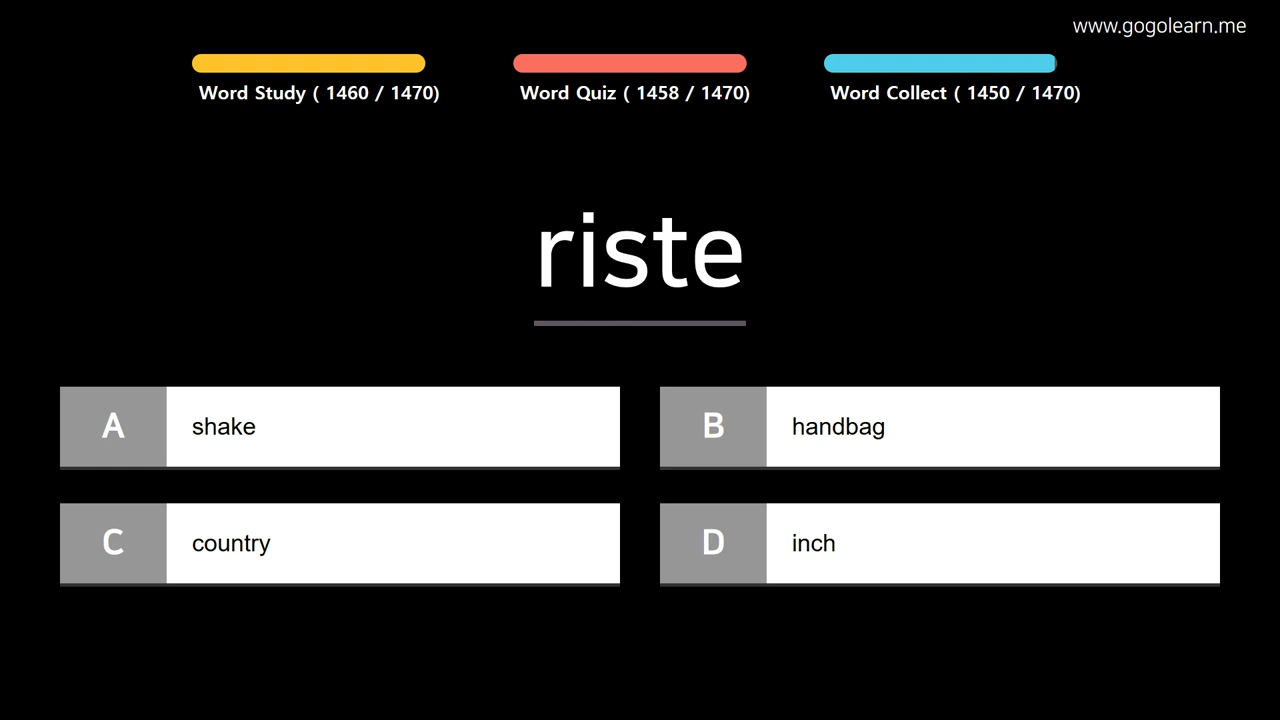 www.gogolearn.me
Word Study ( 1460 / 1470)
Word Quiz ( 1458 / 1470)
Word Collect ( 1450 / 1470)
riste
A shake
B handbag
C country
D inch